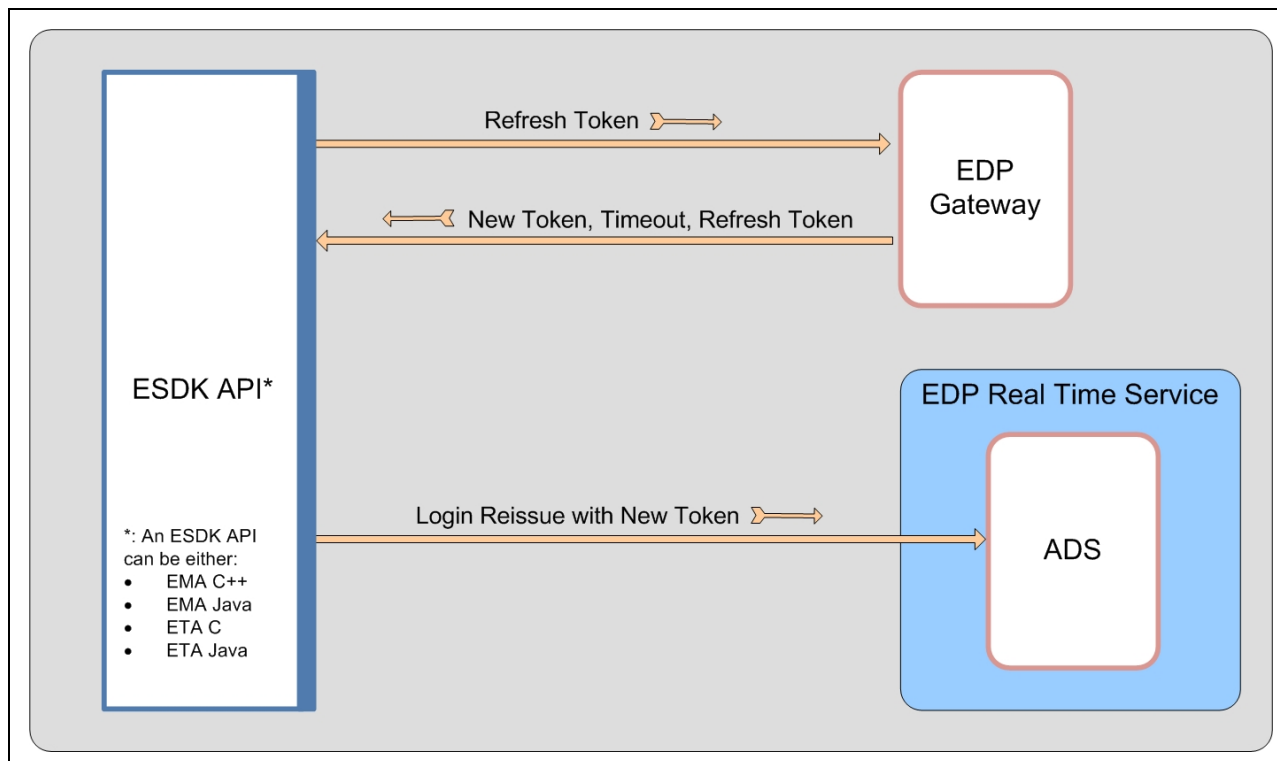 Refresh Token
EDP
Gateway
New Token, Timeout, Refresh Token
ESDK API*
EDP Real Time Service
Login Reissue with New Token
ADS
*: An ESDK API
can be either:
• EMA C++
• EMA Java
• ETA C
• ETA Java